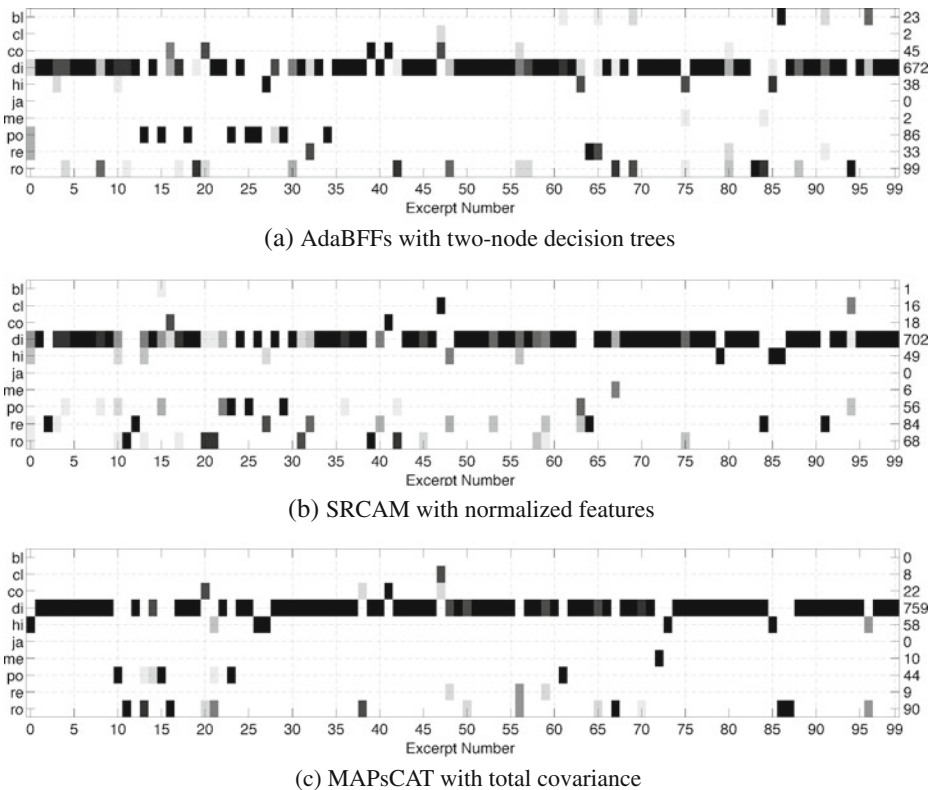 bl 23
cl 2
co 45
di 672
hi 38
ja 0
me 2
po 86
re 33
ro 99
0 5 10 15 20 25 30 35 40 45 50 55 60 65 70 75 80 85 90 95 99
Excerpt Number
(a) AdaBFFs with two-node decision trees
bl 1
cl 16
co 18
di 702
hi 49
ja 0
me 6
po 56
re 84
ro 68
0 5 10 15 20 25 30 35 40 45 50 55 60 65 70 75 80 85 90 95 99
Excerpt Number
(b) SRCAM with normalized features
bl 0
cl 8
co 22
di 759
hi 58
ja 0
me 10
po 44
re 9
ro 90
0 5 10 15 20 25 30 35 40 45 50 55 60 65 70 75 80 85 90 95 99
Excerpt Number
(c) MAPsCAT with total covariance